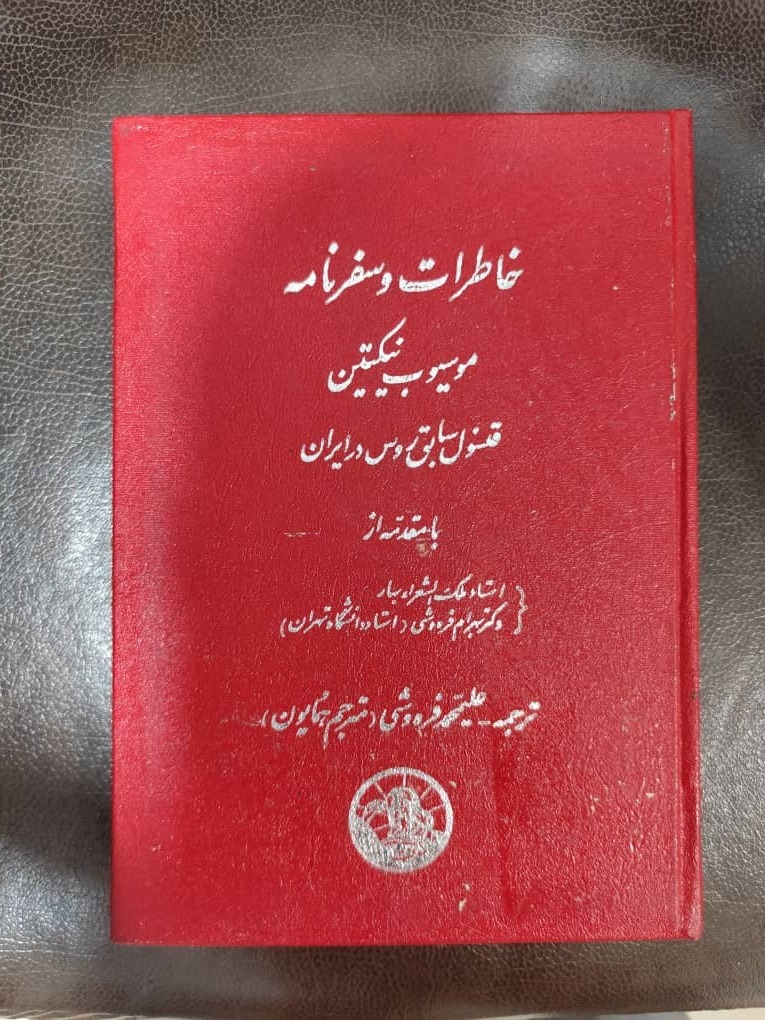 خاطرات و سفرنامه
موسیو ب نیکیتین
قنسول سابق روس در ایران
با مقدمه از
استاد ملک الشعراء بهار
دکتر بهرام فره‌وشی (استاد دانشگاه تهران)
ترجمه - علیمحمد فره‌وشی (مترجم همایون)